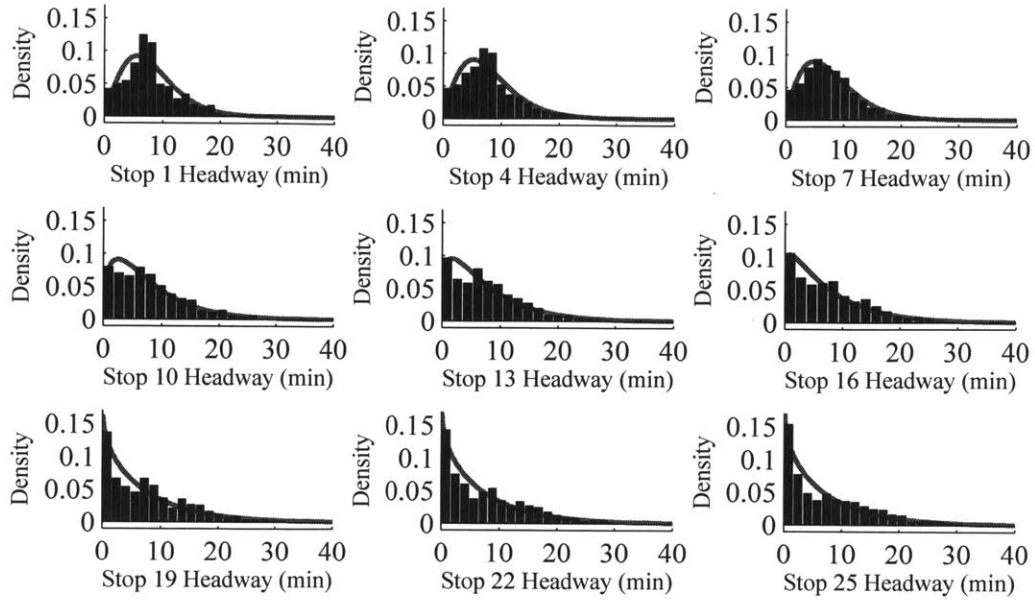 0.15
0.1
0.05
0
Density
0 10 20 30 40
Stop 1 Headway (min)
0.15
0.1
0.05
0
Density
0 10 20 30 40
Stop 4 Headway (min)
0.15
0.1
0.05
0
Density
0 10 20 30 40
Stop 7 Headway (min)
0.15
0.1
0.05
0
Density
0 10 20 30 40
Stop 10 Headway (min)
0.15
0.1
0.05
0
Density
0 10 20 30 40
Stop 13 Headway (min)
0.15
0.1
0.05
0
Density
0 10 20 30 40
Stop 16 Headway (min)
0.15
0.1
0.05
0
Density
0 10 20 30 40
Stop 19 Headway (min)
0.15
0.1
0.05
0
Density
0 10 20 30 40
Stop 22 Headway (min)
0.15
0.1
0.05
0
Density
0 10 20 30 40
Stop 25 Headway (min)